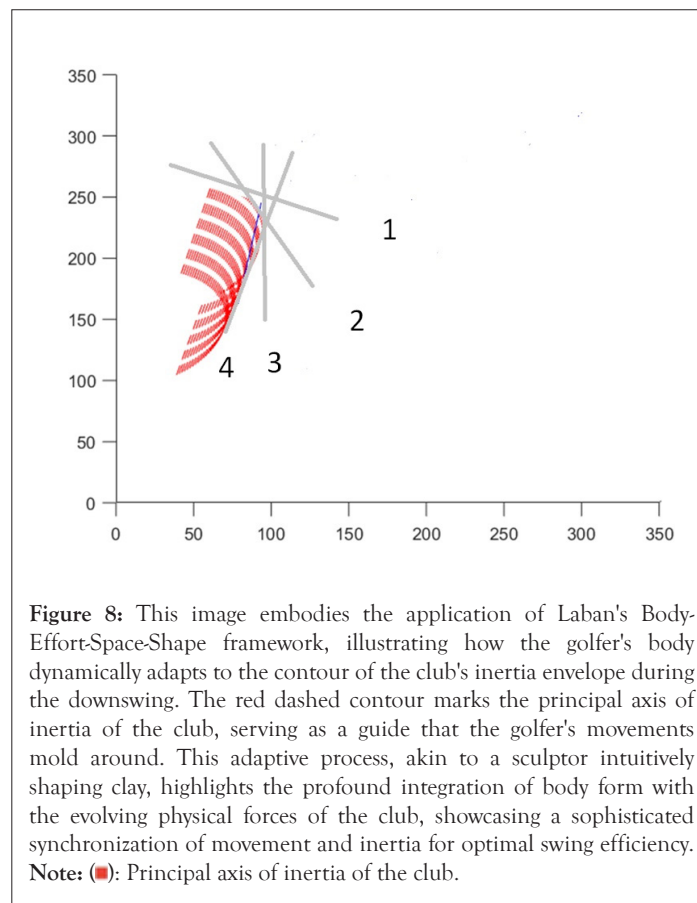 350
300
250
200
150
100
50
0
0 50 100 150 200 250 300 350
1
2
3
4
Figure 8: This image embodies the application of Laban's Body-
Effort-Space-Shape framework, illustrating how the golfer's body
dynamically adapts to the contour of the club's inertia envelope during
the downswing. The red dashed contour marks the principal axis of
inertia of the club, serving as a guide that the golfer's movements
mold around. This adaptive process, akin to a sculptor intuitively
shaping clay, highlights the profound integration of body form with
the evolving physical forces of the club, showcasing a sophisticated
synchronization of movement and inertia for optimal swing efficiency.
Note: (■): Principal axis of inertia of the club.